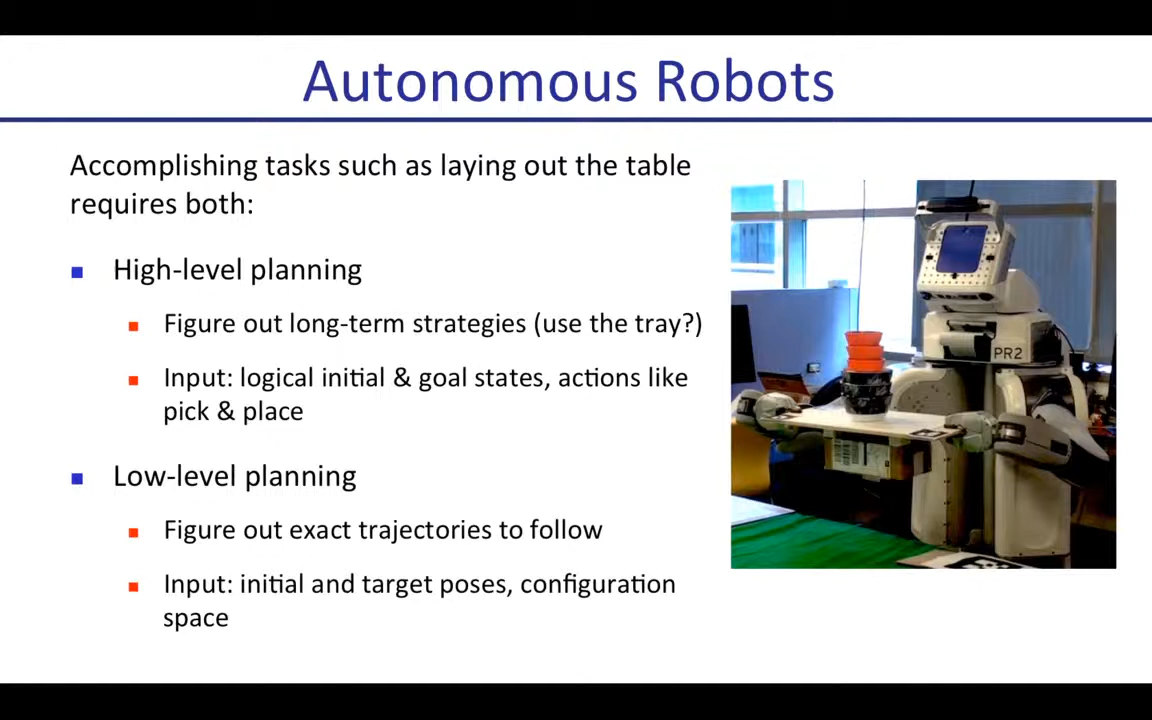 Autonomous Robots
Accomplishing tasks such as laying out the table
requires both:
High-level planning
Figure out long-term strategies (use the tray?)
Input: logical initial & goal states, actions like
pick & place
Low-level planning
Figure out exact trajectories to follow
Input: initial and target poses, configuration
space
PR2